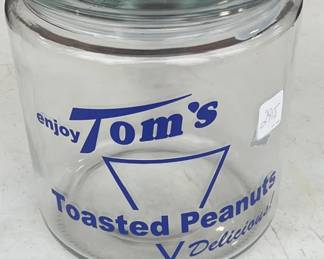 enjoy Tom's
Toasted Peanuts
Delicious!